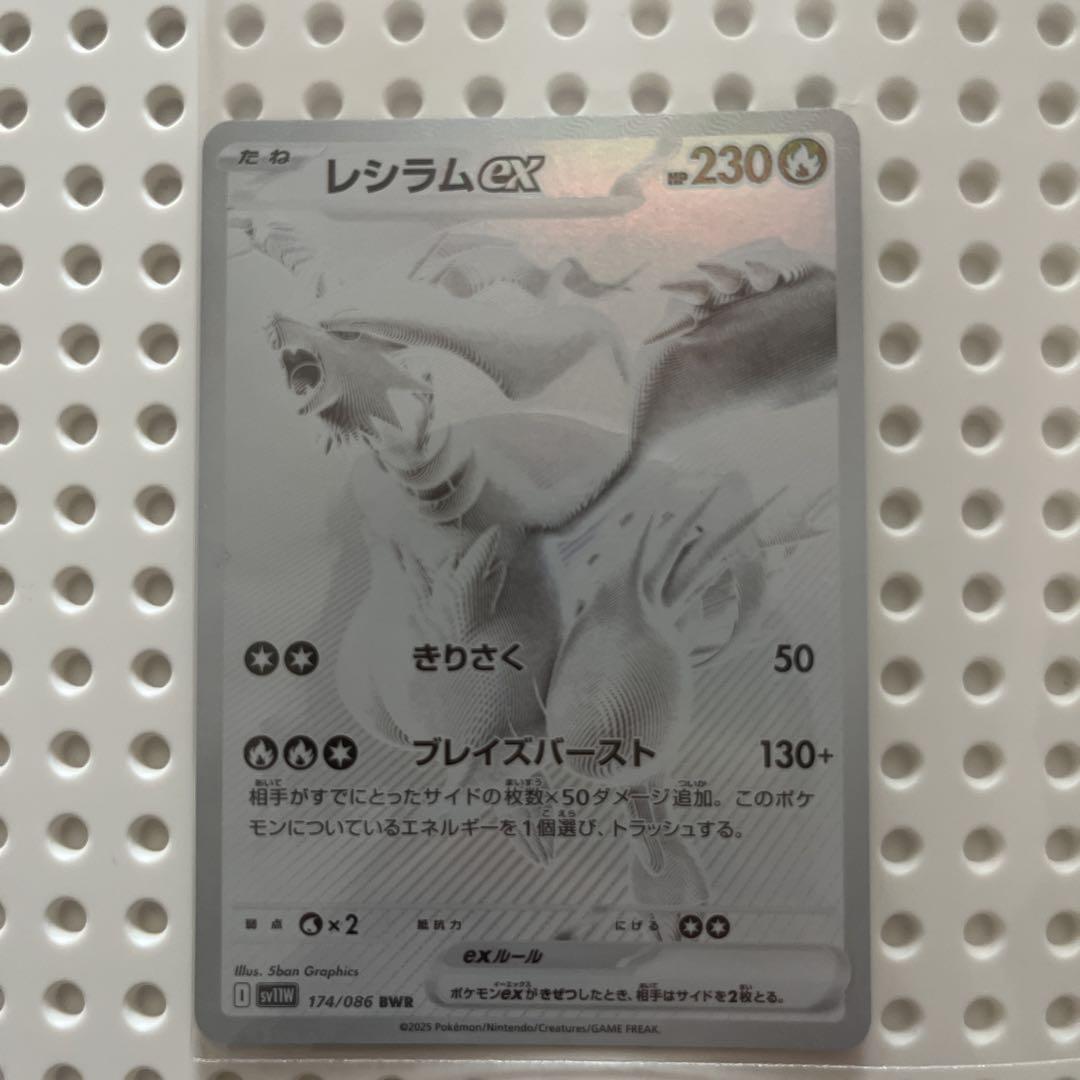 たね レシラムex HP 230
きりさく 50
ブレイズバースト 130+
相手がすでにとったサイドの枚数×50ダメージ追加。このポケ
モンについているエネルギーを1個選び、トラッシュする。
弱点 ×2 抵抗力 にげる
exルール
ポケモンexがきぜつしたとき、相手はサイドを2枚とる。
Illus. 5ban Graphics
I sv11W 174/086 BWR
©2025 Pokémon/Nintendo/Creatures/GAME FREAK.